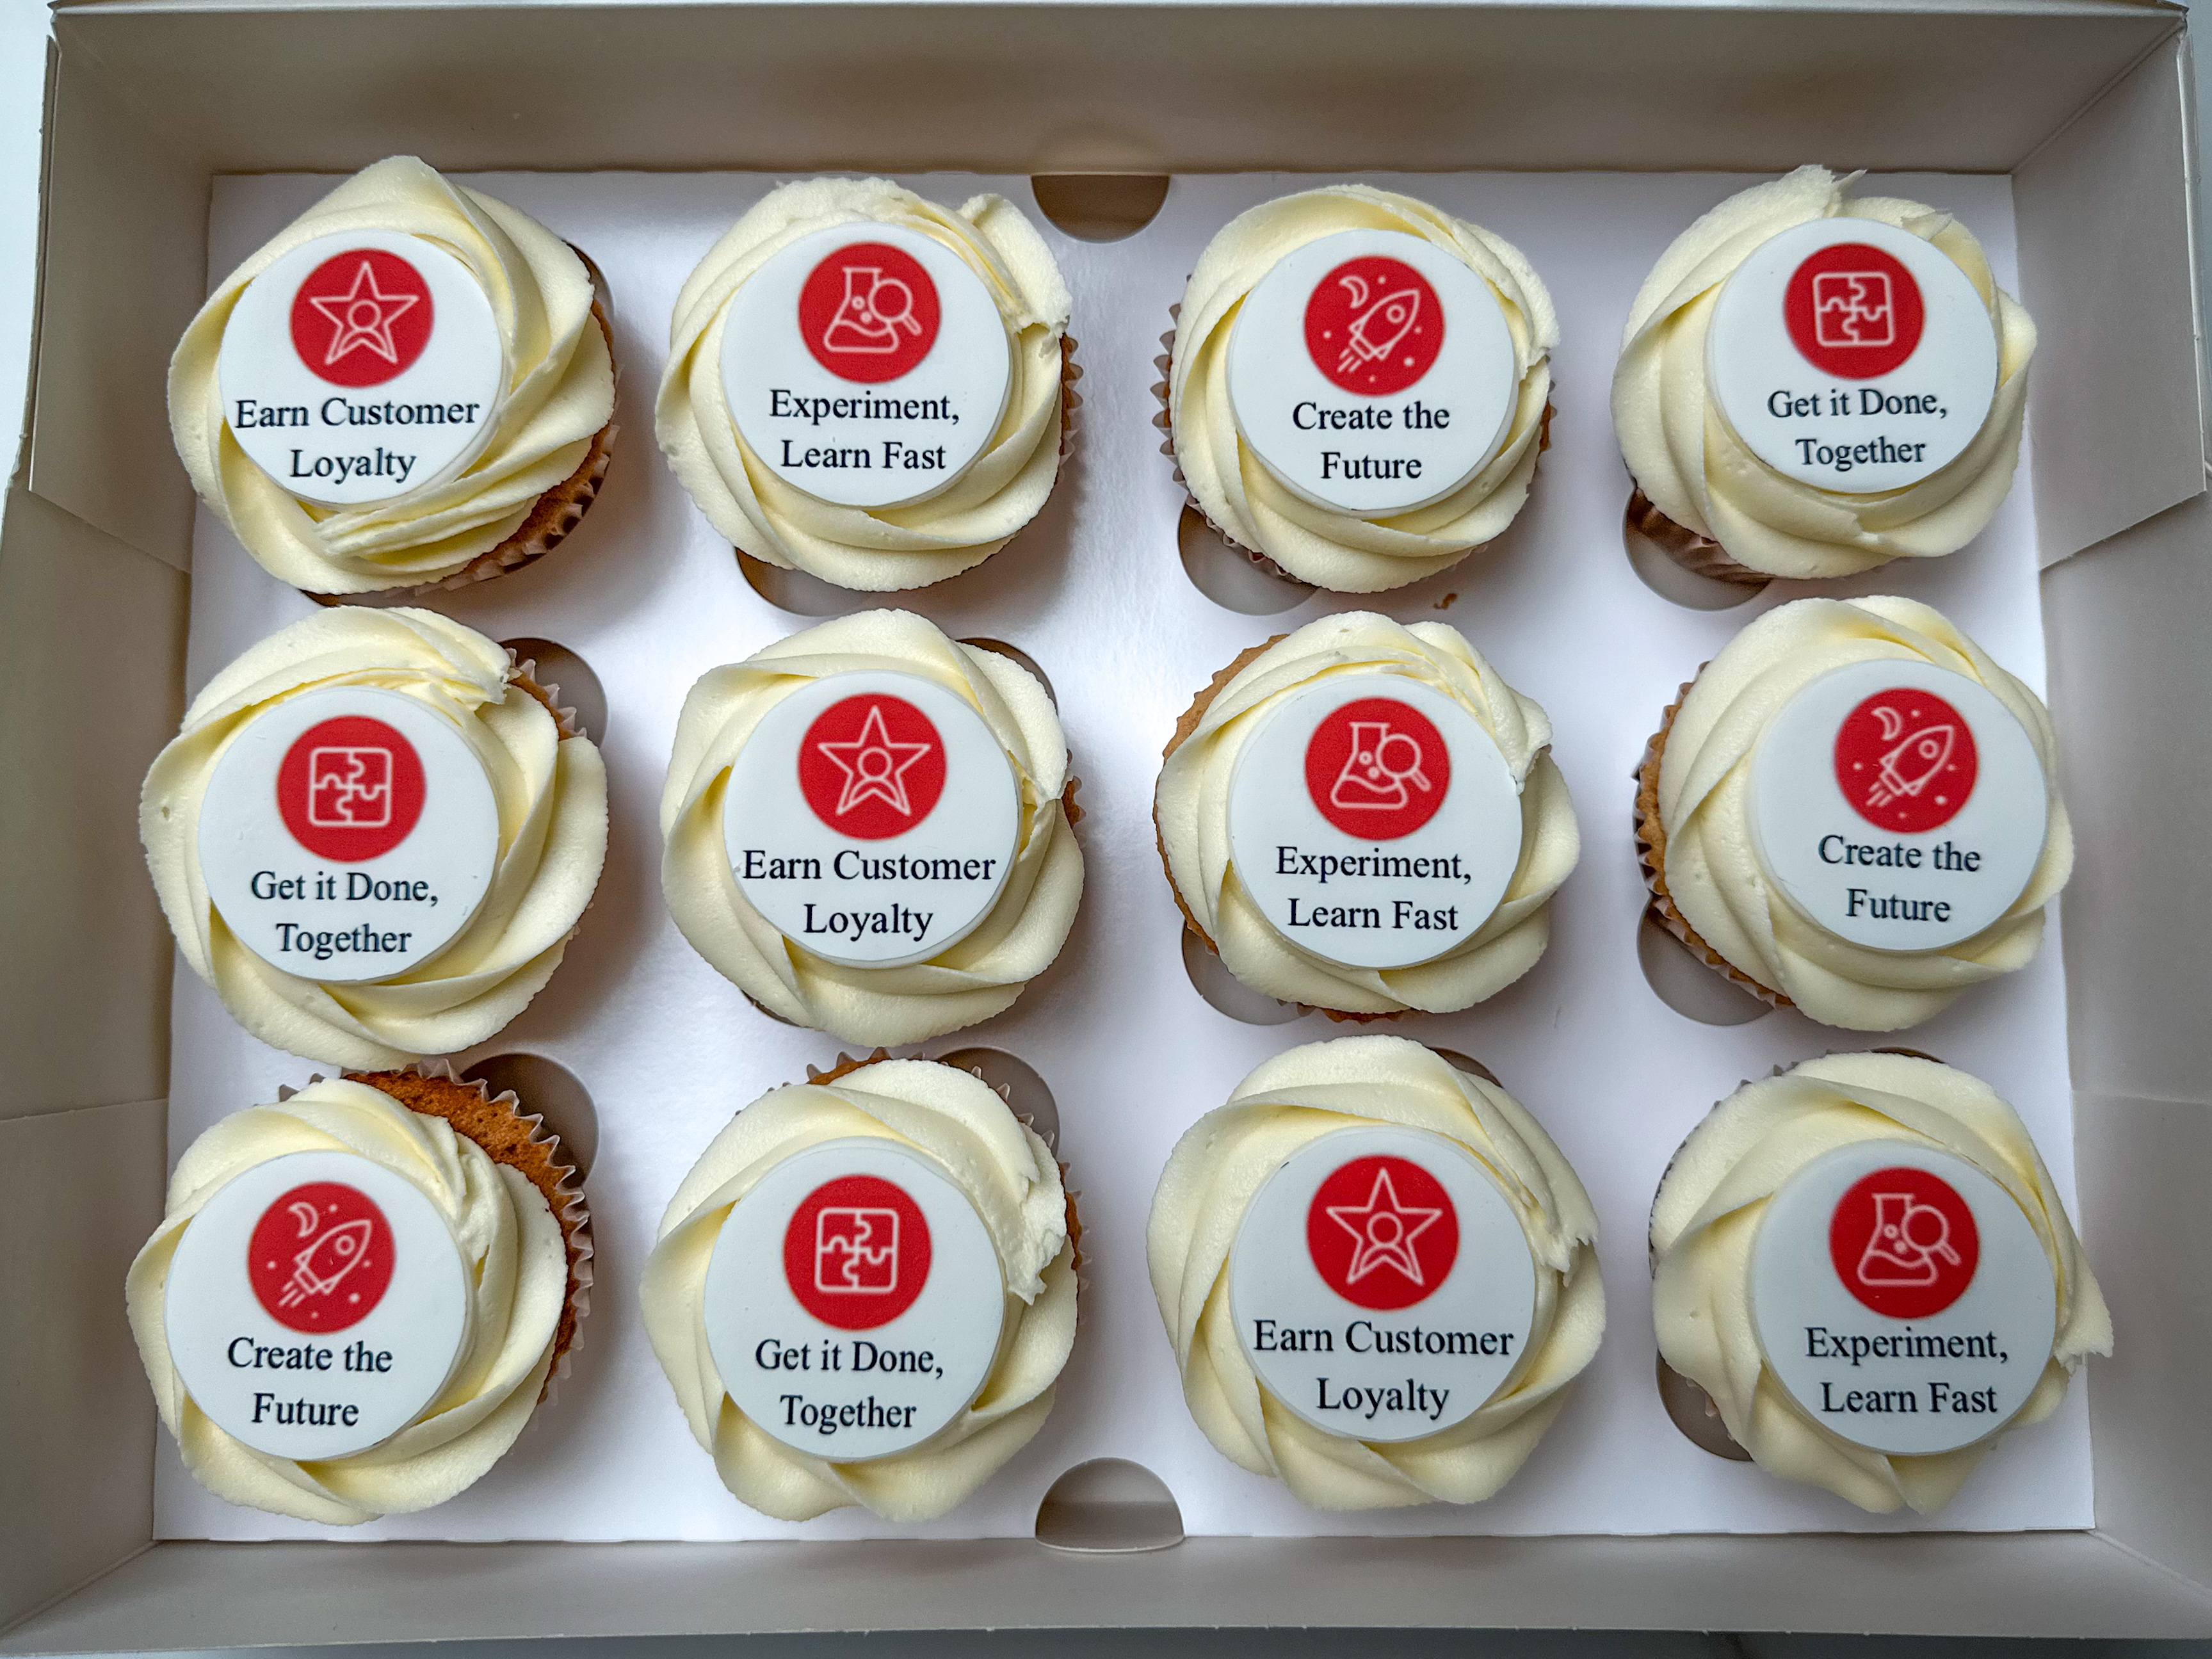 Earn Customer
Loyalty
Experiment,
Learn Fast
Create the
Future
Get it Done,
Together
Get it Done,
Together
Earn Customer
Loyalty
Experiment,
Learn Fast
Create the
Future
Create the
Future
Get it Done,
Together
Earn Customer
Loyalty
Experiment,
Learn Fast